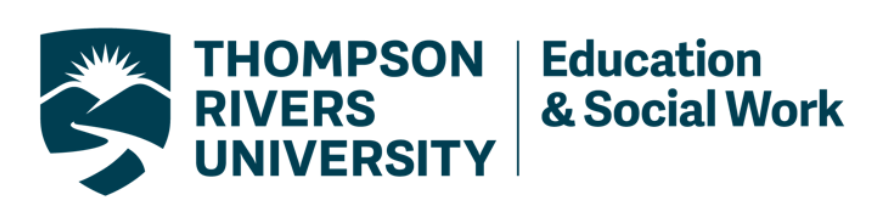 THOMPSON
RIVERS
UNIVERSITY
Education
& Social Work